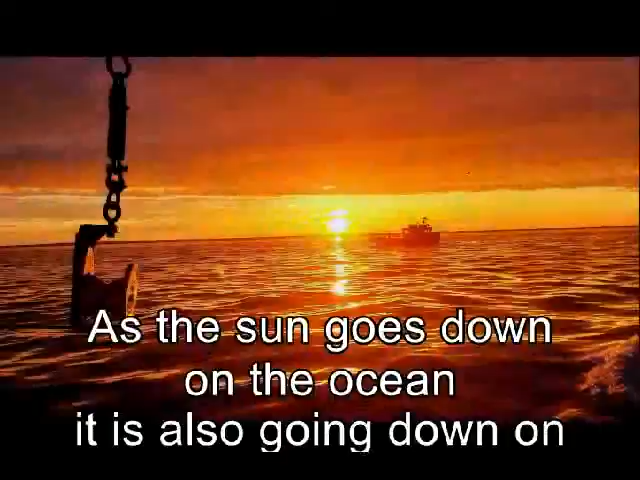 As the sun goes down
on the ocean
it is also going down on